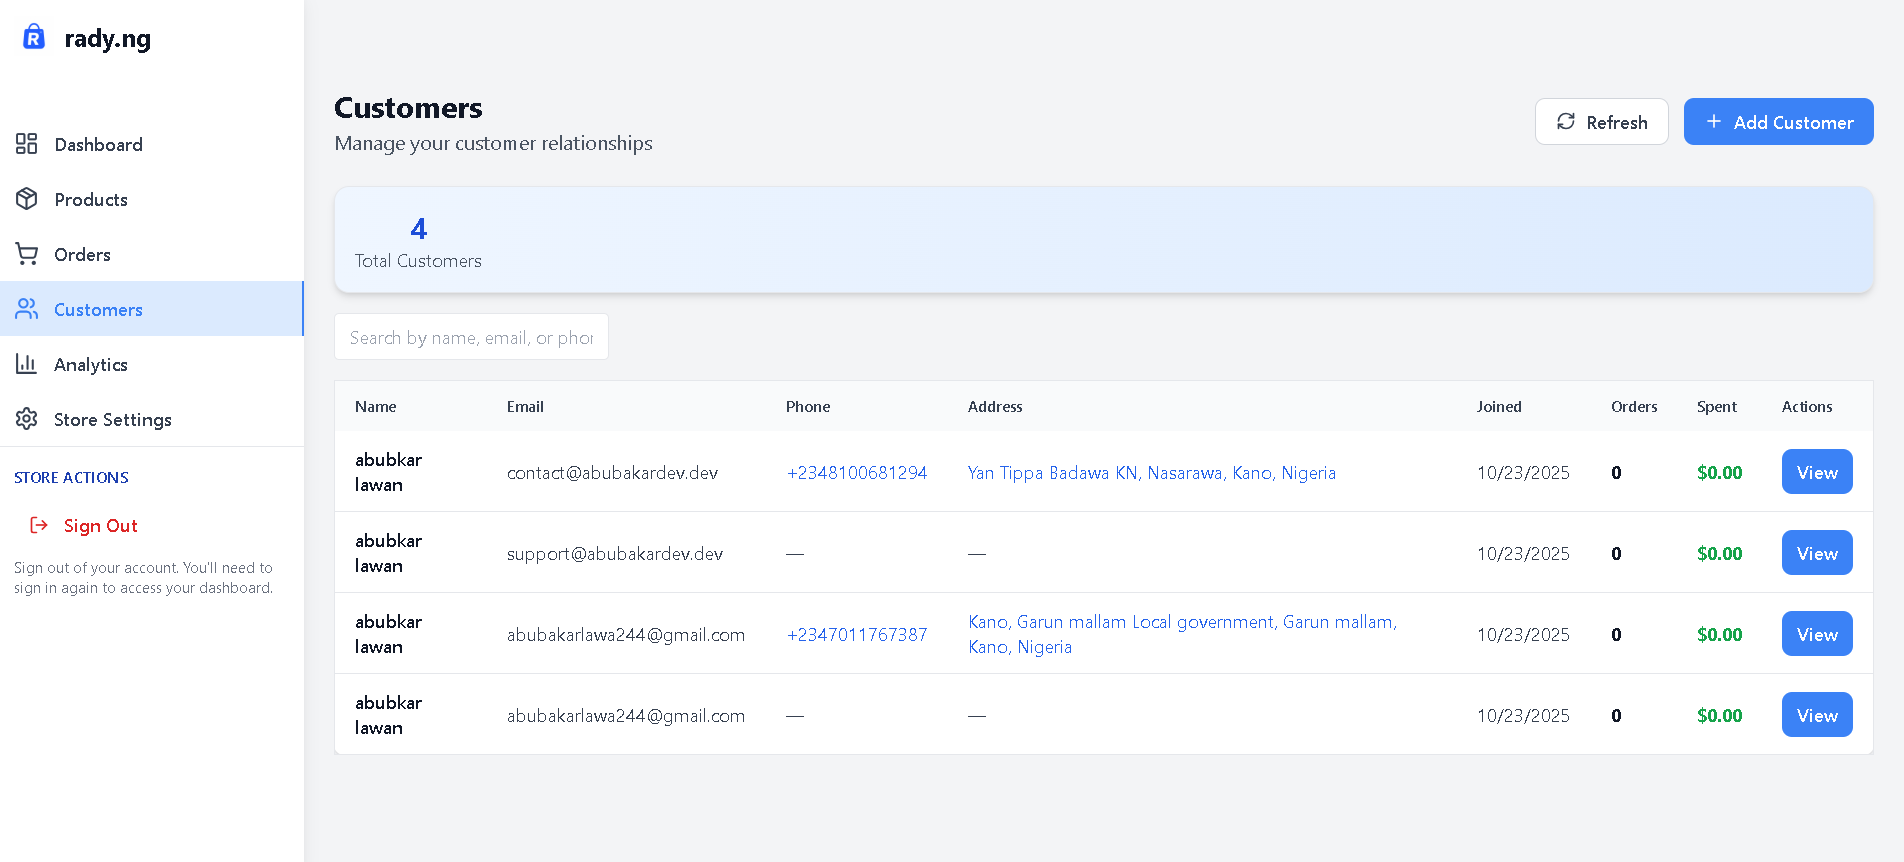 R rady.ng
Dashboard
Products
Orders
Customers
Analytics
Store Settings
STORE ACTIONS
Sign Out
Sign out of your account. You'll need to
sign in again to access your dashboard.
Customers
Manage your customer relationships
Refresh
+ Add Customer
4
Total Customers
Search by name, email, or phor
Name Email Phone Address Joined Orders Spent Actions
abubkar
lawan
contact@abubakardev.dev +2348100681294 Yan Tippa Badawa KN, Nasarawa, Kano, Nigeria 10/23/2025 0 $0.00 View
abubkar
lawan
support@abubakardev.dev — — 10/23/2025 0 $0.00 View
abubkar
lawan
abubakarlawa244@gmail.com +2347011767387 Kano, Garun mallam Local government, Garun mallam,
Kano, Nigeria
10/23/2025 0 $0.00 View
abubkar
lawan
abubakarlawa244@gmail.com — — 10/23/2025 0 $0.00 View